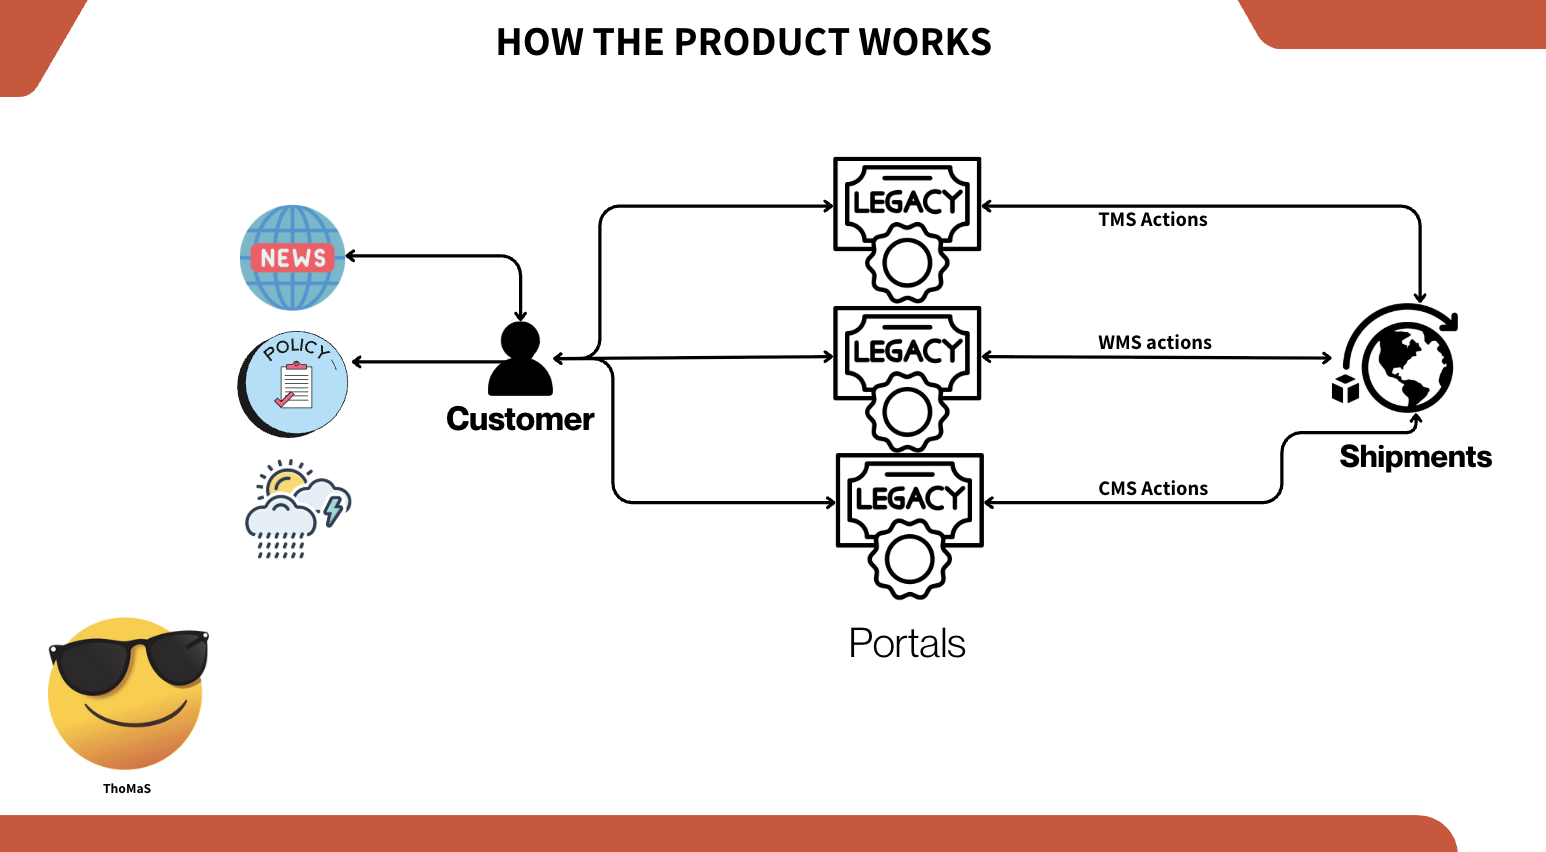 HOW THE PRODUCT WORKS
NEWS
POLICY
Customer
LEGACY
LEGACY
LEGACY
Portals
TMS Actions
WMS actions
CMS Actions
Shipments
ThoMaS